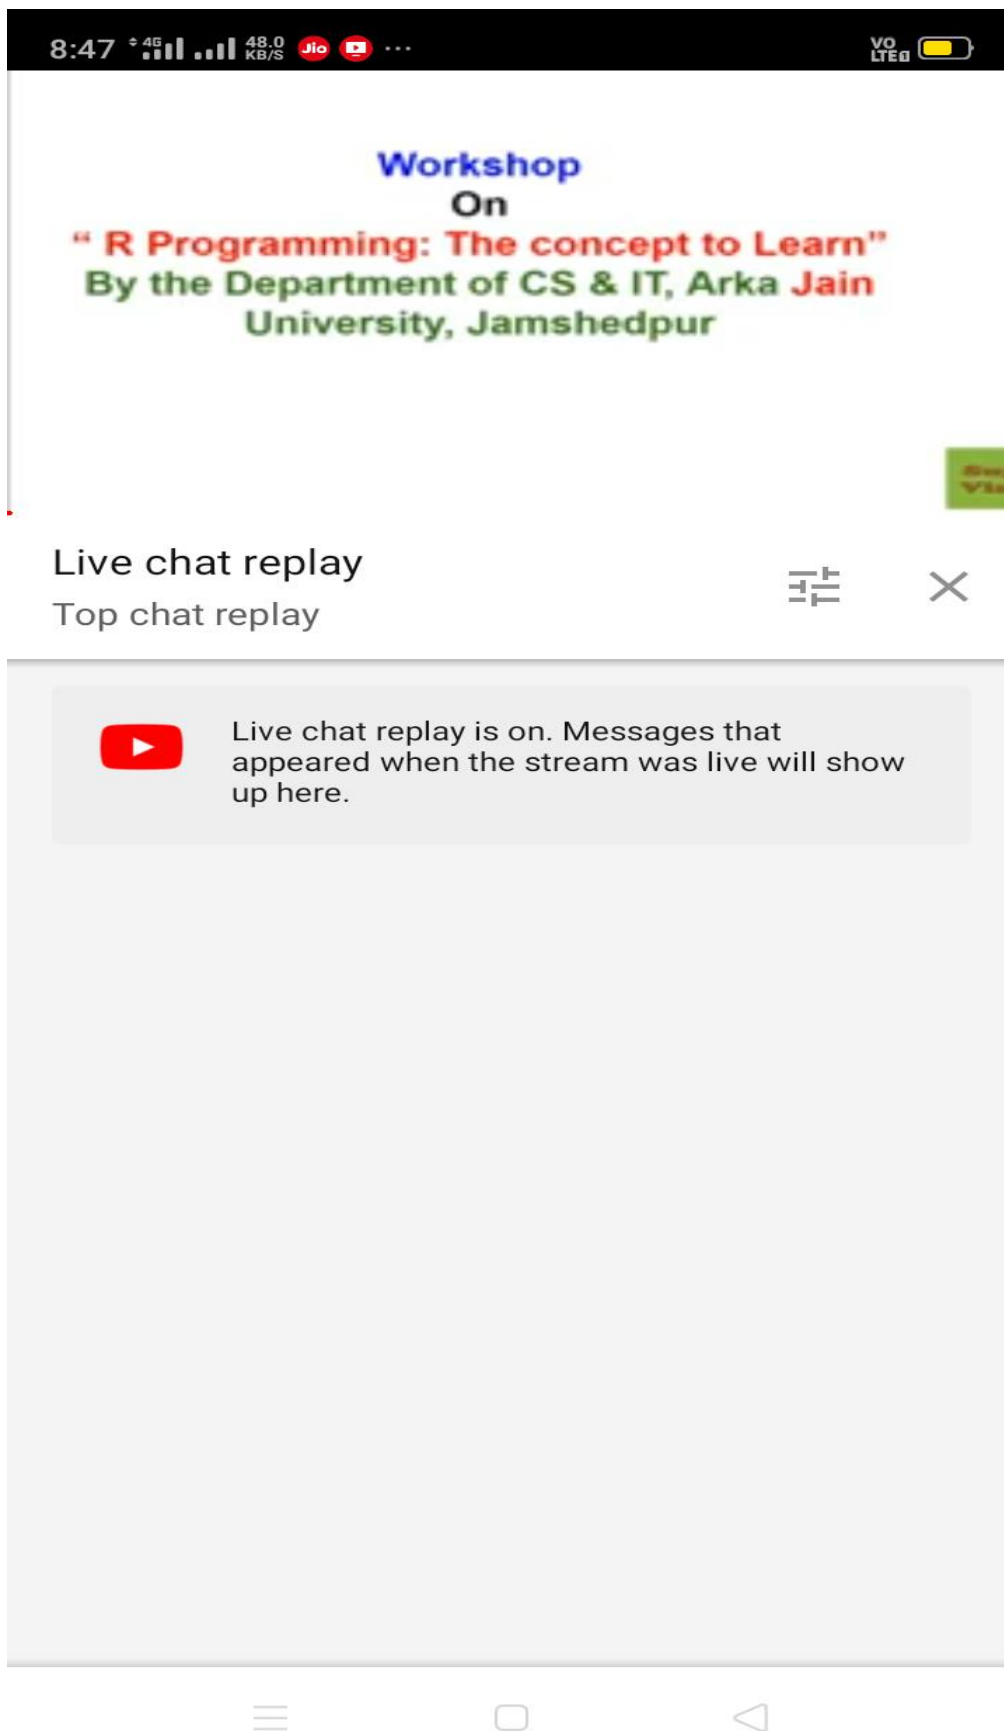 8:47 4G 48.0 KB/S Jio VO LTE 1
Workshop
On
“ R Programming: The concept to Learn”
By the Department of CS & IT, Arka Jain
University, Jamshedpur
Live chat replay
Top chat replay
Live chat replay is on. Messages that
appeared when the stream was live will show
up here.